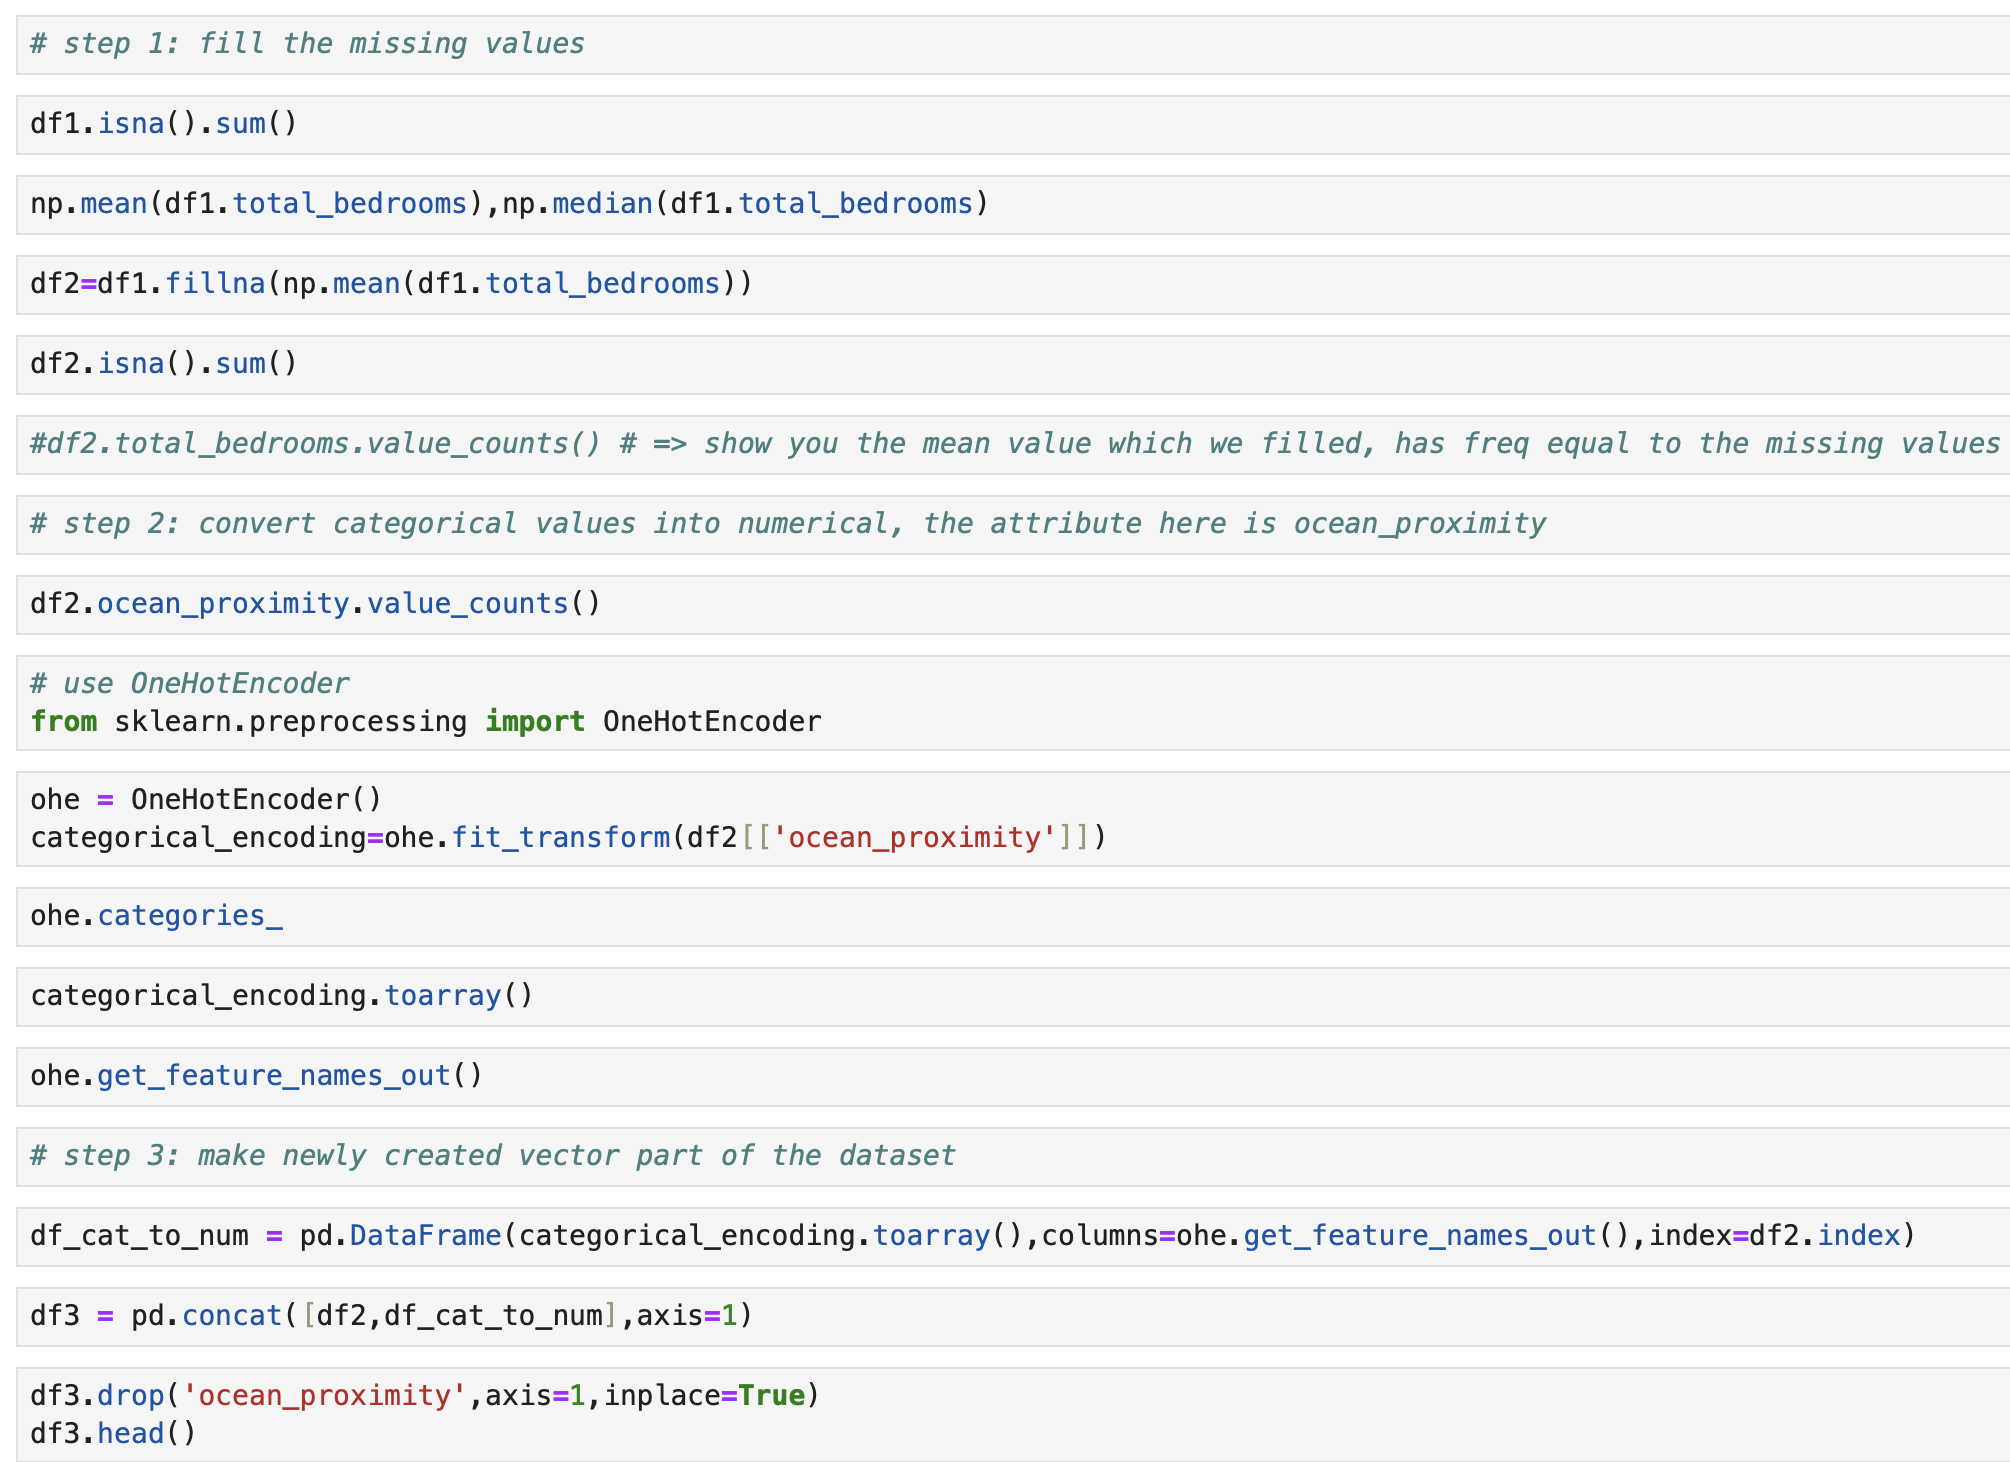 # step 1: fill the missing values
df1.isna().sum()
np.mean(df1.total_bedrooms),np.median(df1.total_bedrooms)
df2=df1.fillna(np.mean(df1.total_bedrooms))
df2.isna().sum()
#df2.total_bedrooms.value_counts() # => show you the mean value which we filled, has freq equal to the missing values
# step 2: convert categorical values into numerical, the attribute here is ocean_proximity
df2.ocean_proximity.value_counts()
# use OneHotEncoder
from sklearn.preprocessing import OneHotEncoder
ohe = OneHotEncoder()
categorical_encoding=ohe.fit_transform(df2[['ocean_proximity']])
ohe.categories_
categorical_encoding.toarray()
ohe.get_feature_names_out()
# step 3: make newly created vector part of the dataset
df_cat_to_num = pd.DataFrame(categorical_encoding.toarray(),columns=ohe.get_feature_names_out(),index=df2.index)
df3 = pd.concat([df2,df_cat_to_num],axis=1)
df3.drop('ocean_proximity',axis=1,inplace=True)
df3.head()